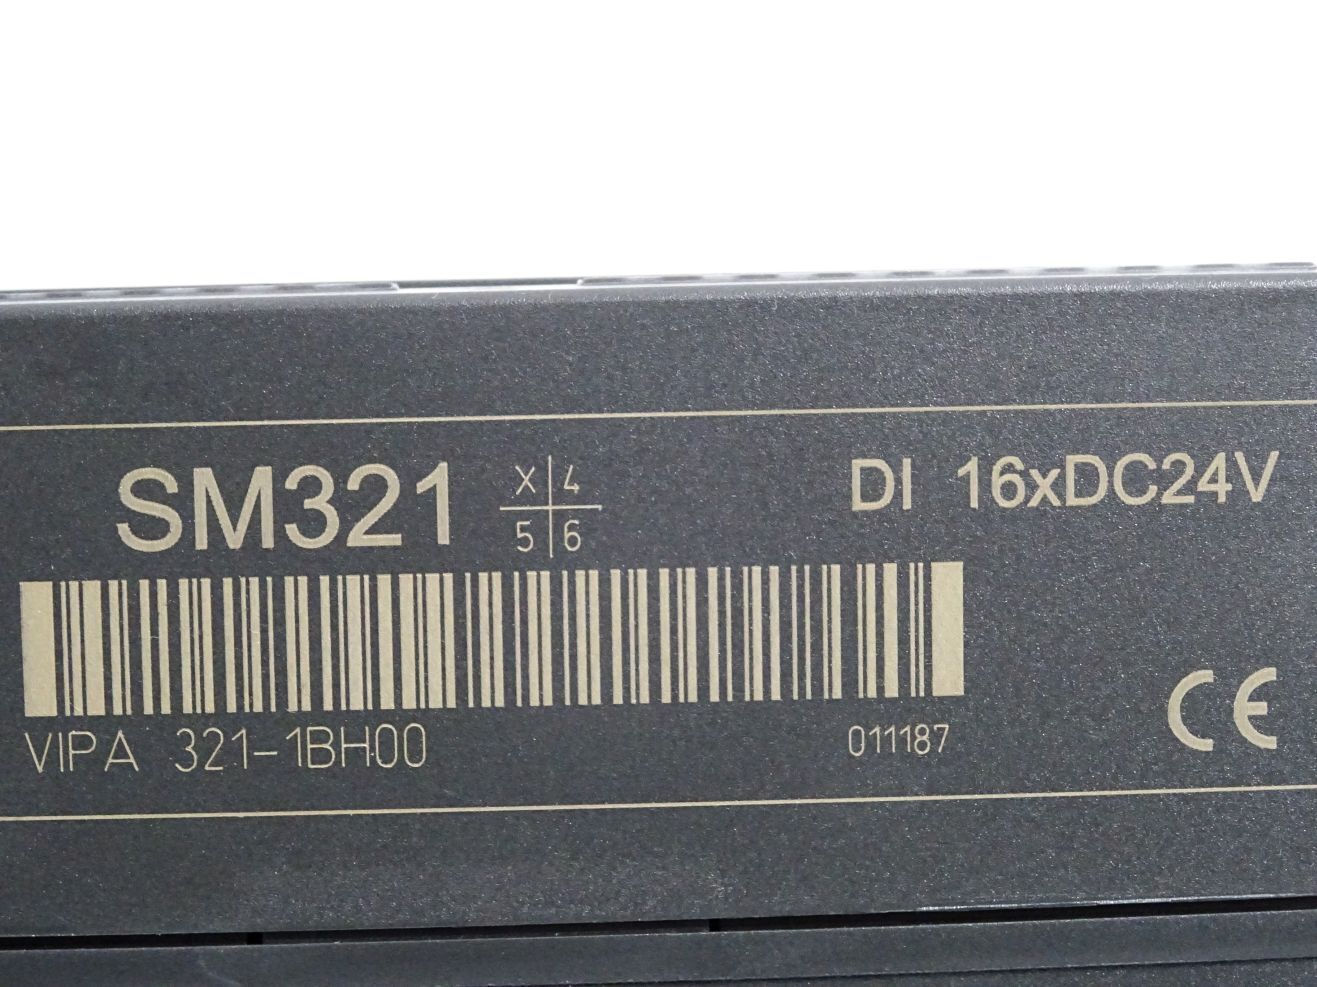 SM321 X 4 DI 16xDC24V
5 6
VIPA 321-1BH00 011187
CE